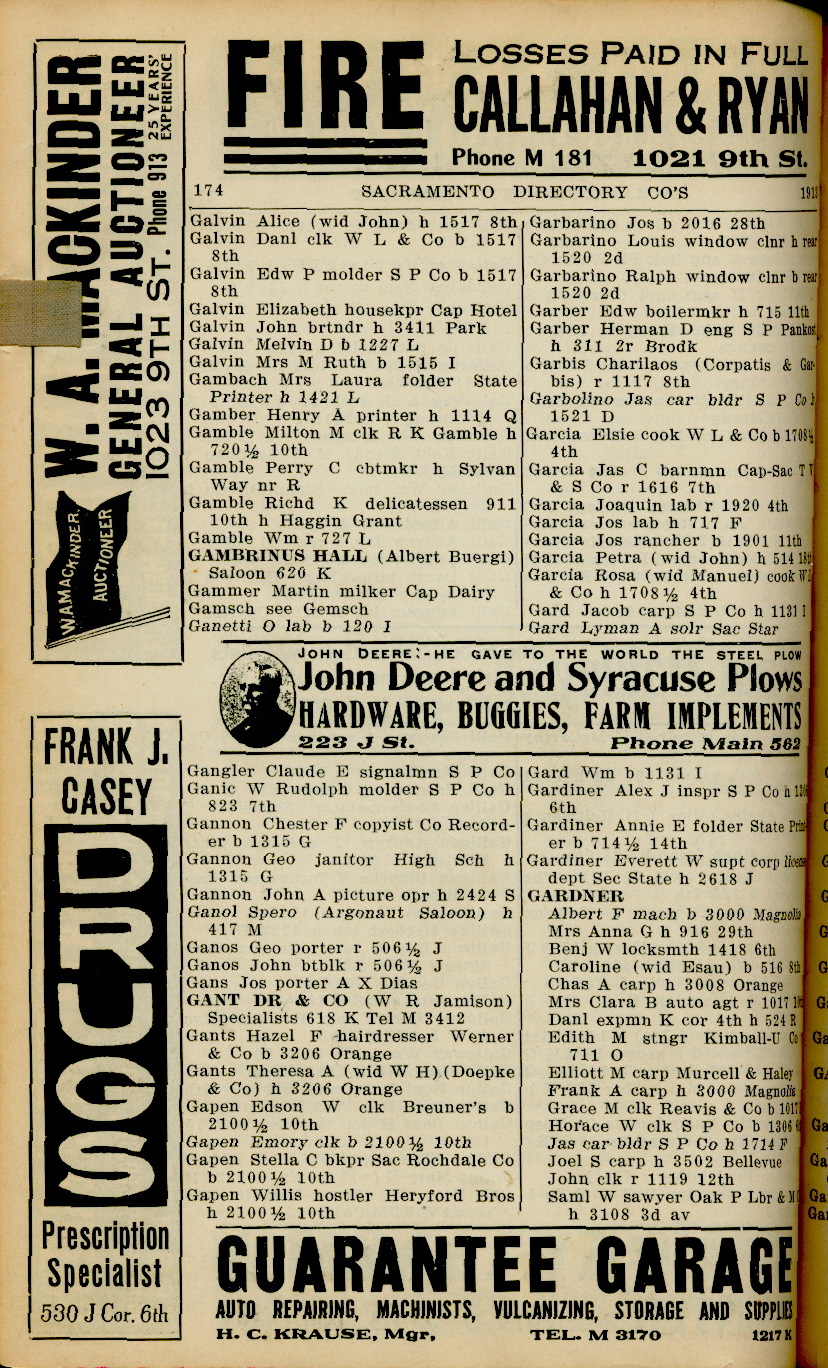 FIRE
LOSSES PAID IN FULL
CALLAHAN & RYAN
Phone M 181 1021 9th St.
W. A. MACKINDER
GENERAL AUCTIONEER
1023 9TH ST. Phone 913 25 YEARS' EXPERIENCE
W.A.MACKINDER.
AUCTIONEER
174 SACRAMENTO DIRECTORY CO'S 1913
Galvin Alice (wid John) h 1517 8th
Galvin Danl clk W L & Co b 1517
8th
Galvin Edw P molder S P Co b 1517
8th
Galvin Elizabeth housekpr Cap Hotel
Galvin John brtndr h 3411 Park
Galvin Melvin D b 1227 L
Galvin Mrs M Ruth b 1515 I
Gambach Mrs Laura folder State
Printer h 1421 L
Gamber Henry A printer h 1114 Q
Gamble Milton M clk R K Gamble h
720½ 10th
Gamble Perry C cbtmkr h Sylvan
Way nr R
Gamble Richd K delicatessen 911
10th h Haggin Grant
Gamble Wm r 727 L
GAMBRINUS HALL (Albert Buergi)
Saloon 620 K
Gammer Martin milker Cap Dairy
Gamsch see Gemsch
Ganetti O lab b 120 I
Garbarino Jos b 2016 28th
Garbarino Louis window clnr h rear
1520 2d
Garbarino Ralph window clnr b rear
1520 2d
Garber Edw boilermkr h 715 11th
Garber Herman D eng S P Pankost
h 311 2r Brodk
Garbis Charilaos (Corpatis & Gar-
bis) r 1117 8th
Garbolino Jas car bldr S P Co h
1521 D
Garcia Elsie cook W L & Co b 1708½
4th
Garcia Jas C barnmn Cap-Sac T V
& S Co r 1616 7th
Garcia Joaquin lab r 1920 4th
Garcia Jos lab h 717 F
Garcia Jos rancher b 1901 11th
Garcia Petra (wid John) h 514 18th
Garcia Rosa (wid Manuel) cook W L
& Co h 1708½ 4th
Gard Jacob carp S P Co h 1131 I
Gard Lyman A solr Sac Star
JOHN DEERE:-HE GAVE TO THE WORLD THE STEEL PLOW
John Deere and Syracuse Plows
HARDWARE, BUGGIES, FARM IMPLEMENTS
223 J St. Phone Main 562
FRANK J.
CASEY
DRUGS
Prescription
Specialist
530 J Cor. 6th
Gangler Claude E signalmn S P Co
Ganic W Rudolph molder S P Co h
823 7th
Gannon Chester F copyist Co Record-
er b 1315 G
Gannon Geo janitor High Sch h
1315 G
Gannon John A picture opr h 2424 S
Ganol Spero (Argonaut Saloon) h
417 M
Ganos Geo porter r 506½ J
Ganos John btblk r 506½ J
Gans Jos porter A X Dias
GANT DR & CO (W R Jamison)
Specialists 618 K Tel M 3412
Gants Hazel F hairdresser Werner
& Co b 3206 Orange
Gants Theresa A (wid W H) (Doepke
& Co) h 3206 Orange
Gapen Edson W clk Breuner's b
2100½ 10th
Gapen Emory clk b 2100½ 10th
Gapen Stella C bkpr Sac Rochdale Co
b 2100½ 10th
Gapen Willis hostler Heryford Bros
h 2100½ 10th
Gard Wm b 1131 I
Gardiner Alex J inspr S P Co h
6th
Gardiner Annie E folder State Print-
er b 714½ 14th
Gardiner Everett W supt corp license
dept Sec State h 2618 J
GARDNER
Albert F mach b 3000 Magnolia
Mrs Anna G h 916 29th
Benj W locksmth 1418 6th
Caroline (wid Esau) b 516 8th
Chas A carp h 3008 Orange
Mrs Clara B auto agt r 1017
Danl expmn K cor 4th h 524 R
Edith M stngr Kimball-U Co
711 O
Elliott M carp Murcell & Haley
Frank A carp h 3000 Magnolia
Grace M clk Reavis & Co b 1017
Horace W clk S P Co b 1306
Jas car bldr S P Co h 1714 F
Joel S carp h 3502 Bellevue
John clk r 1119 12th
Saml W sawyer Oak P Lbr & M
h 3108 3d av
GUARANTEE GARAGE
AUTO REPAIRING, MACHINISTS, VULCANIZING, STORAGE AND SUPPLIES
H. C. KRAUSE, Mgr, TEL. M 3170 1217 K